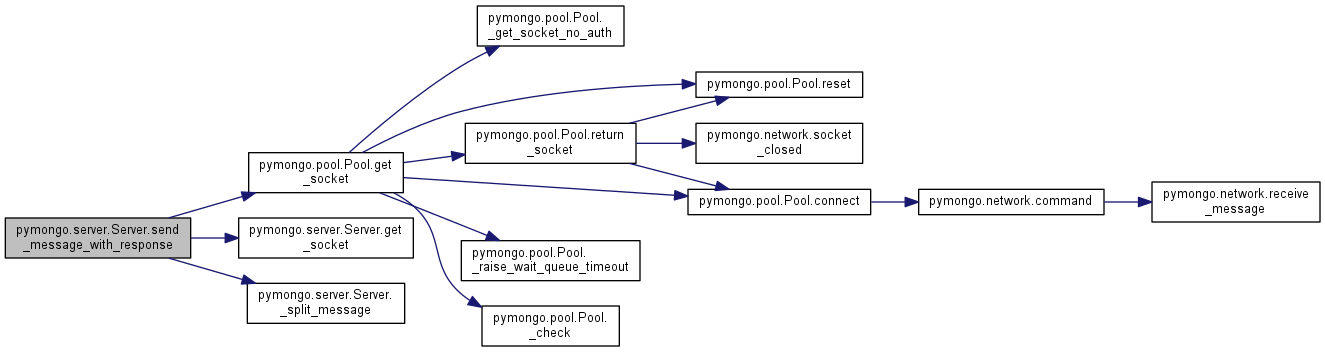 pymongo.pool.Pool.
_get_socket_no_auth
pymongo.pool.Pool.reset
pymongo.pool.Pool.return
_socket
pymongo.network.socket
_closed
pymongo.pool.Pool.get
_socket
pymongo.pool.Pool.connect
pymongo.network.command
pymongo.network.receive
_message
pymongo.server.Server.send
_message_with_response
pymongo.server.Server.get
_socket
pymongo.pool.Pool.
_raise_wait_queue_timeout
pymongo.server.Server.
_split_message
pymongo.pool.Pool.
_check